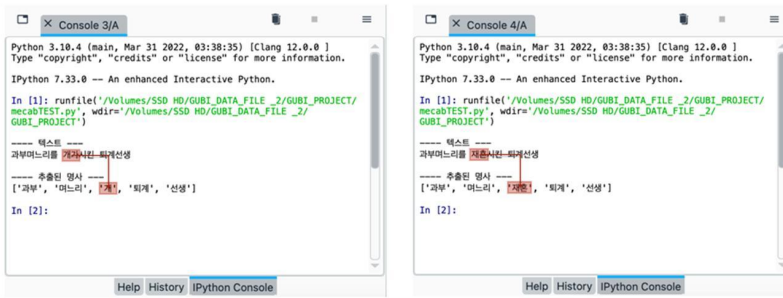 Console 3/A
Python 3.10.4 (main, Mar 31 2022, 03:38:35) [Clang 12.0.0 ]
Type "copyright", "credits" or "license" for more information.
IPython 7.33.0 -- An enhanced Interactive Python.
In [1]: runfile('/Volumes/SSD HD/GUBI_DATA_FILE _2/GUBI_PROJECT/
mecabTEST.py', wdir='/Volumes/SSD HD/GUBI_DATA_FILE _2/
GUBI_PROJECT')
---- 텍스트 ---
과부며느리를 개가시킨 퇴계선생
---- 추출된 명사 ---
['과부', '며느리', '개', '퇴계', '선생']
In [2]:
Help History IPython Console
Console 4/A
Python 3.10.4 (main, Mar 31 2022, 03:38:35) [Clang 12.0.0 ]
Type "copyright", "credits" or "license" for more information.
IPython 7.33.0 -- An enhanced Interactive Python.
In [1]: runfile('/Volumes/SSD HD/GUBI_DATA_FILE _2/GUBI_PROJECT/
mecabTEST.py', wdir='/Volumes/SSD HD/GUBI_DATA_FILE _2/
GUBI_PROJECT')
---- 텍스트 ---
과부며느리를 재혼시킨 퇴계선생
---- 추출된 명사 ---
['과부', '며느리', '재혼', '퇴계', '선생']
In [2]:
Help History IPython Console